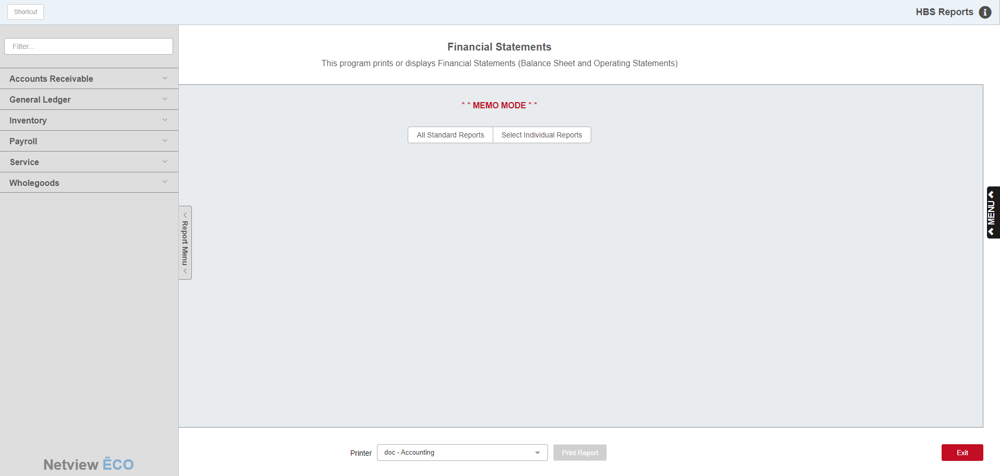 Shortcut
HBS Reports
Filter...
Accounts Receivable
General Ledger
Inventory
Payroll
Service
Wholegoods
Netview ĒCO
Report Menu
Financial Statements
This program prints or displays Financial Statements (Balance Sheet and Operating Statements)
* * MEMO MODE * *
All Standard Reports
Select Individual Reports
MENU
Printer
doc - Accounting
Print Report
Exit